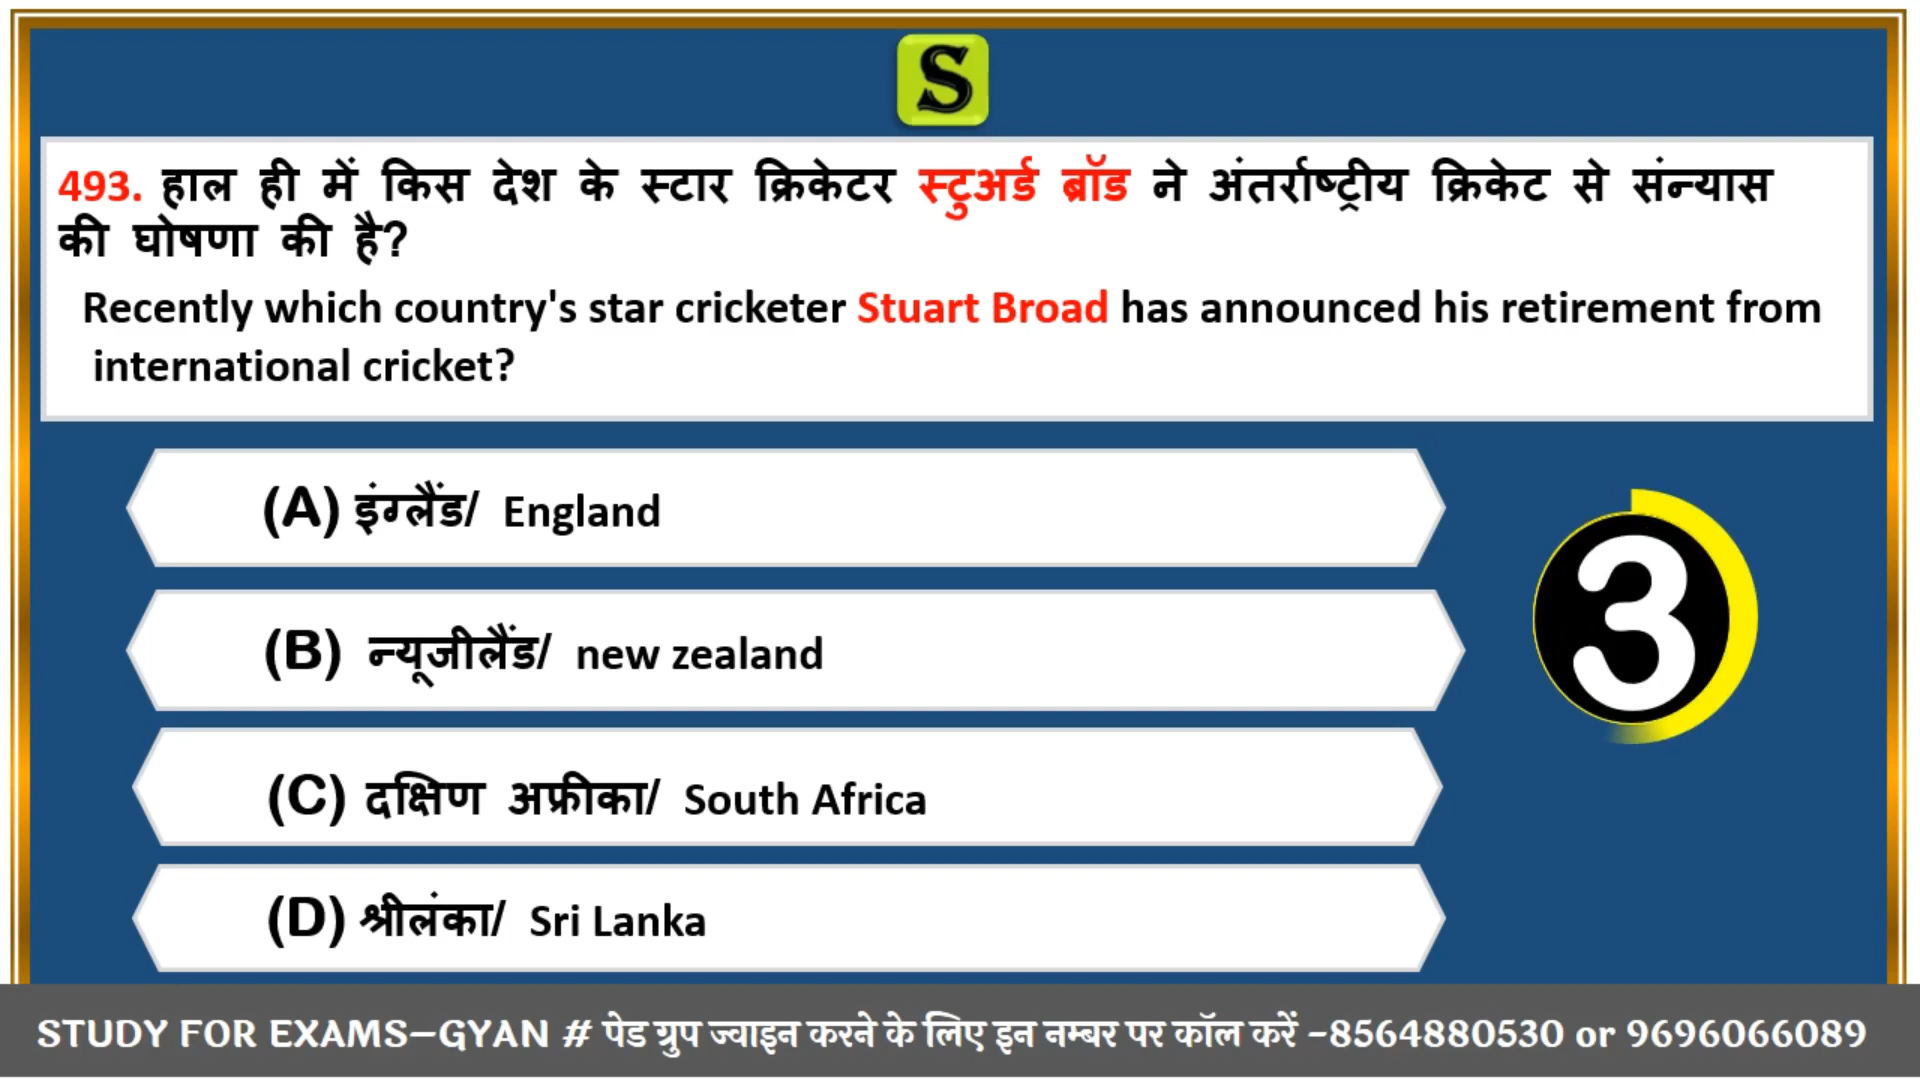 S
493. हाल ही में किस देश के स्टार क्रिकेटर स्टुअर्ड ब्रॉड ने अंतर्राष्ट्रीय क्रिकेट से संन्यास
की घोषणा की है?
Recently which country's star cricketer Stuart Broad has announced his retirement from
international cricket?
(A) इंग्लैंड/ England
(B) न्यूजीलैंड/ new zealand
3
(C) दक्षिण अफ्रीका/ South Africa
(D) श्रीलंका/ Sri Lanka
STUDY FOR EXAMS–GYAN # पेड ग्रुप ज्वाइन करने के लिए इन नम्बर पर कॉल करें –8564880530 or 9696066089